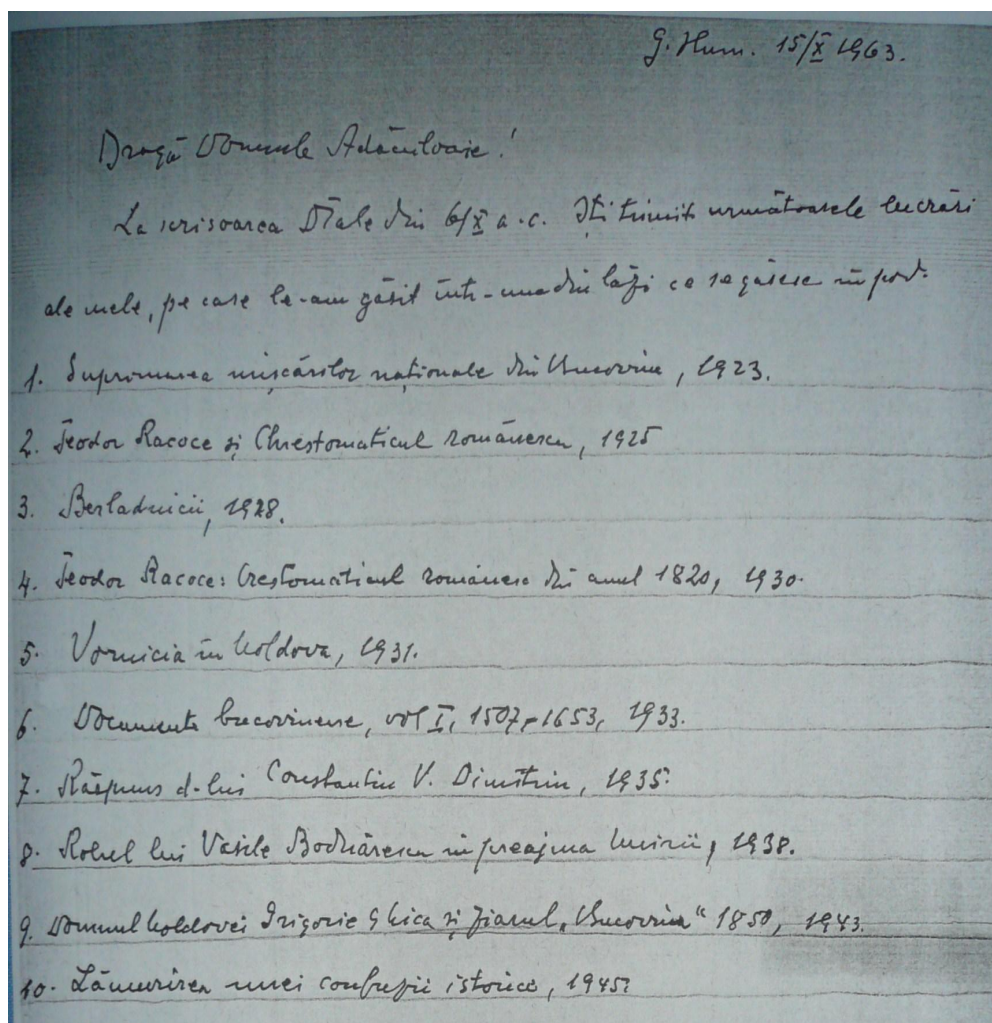 G. Hum. 15/X 1963.
Dragă Domnule Adăculoaie!
La scrisoarea Dtale din 6/X a.c. Iți trimit următoarele lucrări
ale mele, pe care le-am găsit într-una din lăzi ce se găsesc în pod:
1. Suprimarea mișcărilor naționale din Bucovina, 1923.
2. Teodor Racoce și Chrestomaticul românescu, 1925
3. Berladnicii, 1928.
4. Teodor Racoce: Crestomaticul românesc din anul 1820, 1930.
5. Vornicia în Moldova, 1931.
6. Documente bucovinene, vol I, 1507-1653, 1933.
7. Răspuns d-lui Constantin V. Dimitriu, 1935.
8. Rolul lui Vasile Bodnărescu în preajma Unirii, 1938.
9. Domnul Moldovei Grigorie Ghica și ziarul „Bucovina“ 1850, 1943.
10. Lămurirea unei confuzii istorice, 1945.